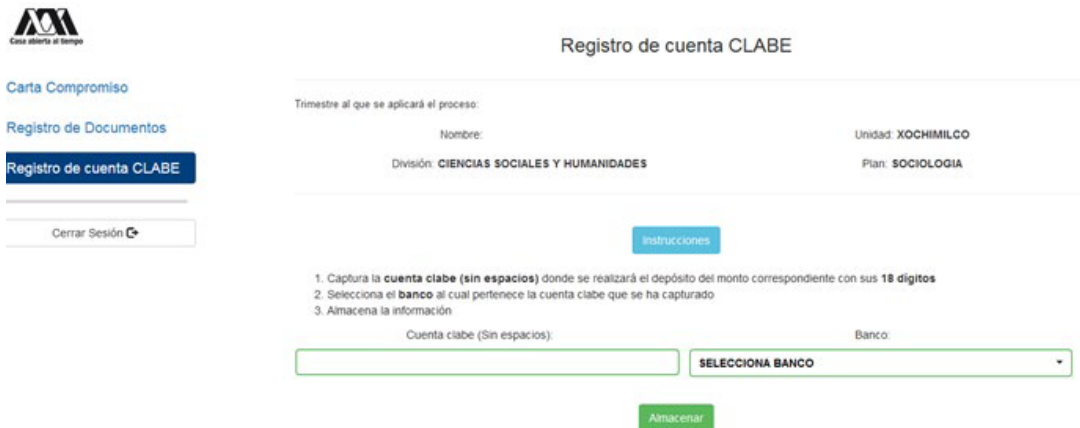 Casa abierta al tiempo
Registro de cuenta CLABE
Carta Compromiso
Registro de Documentos
Registro de cuenta CLABE
Cerrar Sesión
Trimestre al que se aplicará el proceso:
Nombre: Unidad: XOCHIMILCO
División: CIENCIAS SOCIALES Y HUMANIDADES Plan: SOCIOLOGIA
Instrucciones
1. Captura la cuenta clabe (sin espacios) donde se realizará el depósito del monto correspondiente con sus 18 dígitos
2. Selecciona el banco al cual pertenece la cuenta clabe que se ha capturado
3. Almacena la información
Cuenta clabe (Sin espacios): Banco:
SELECCIONA BANCO
Almacenar